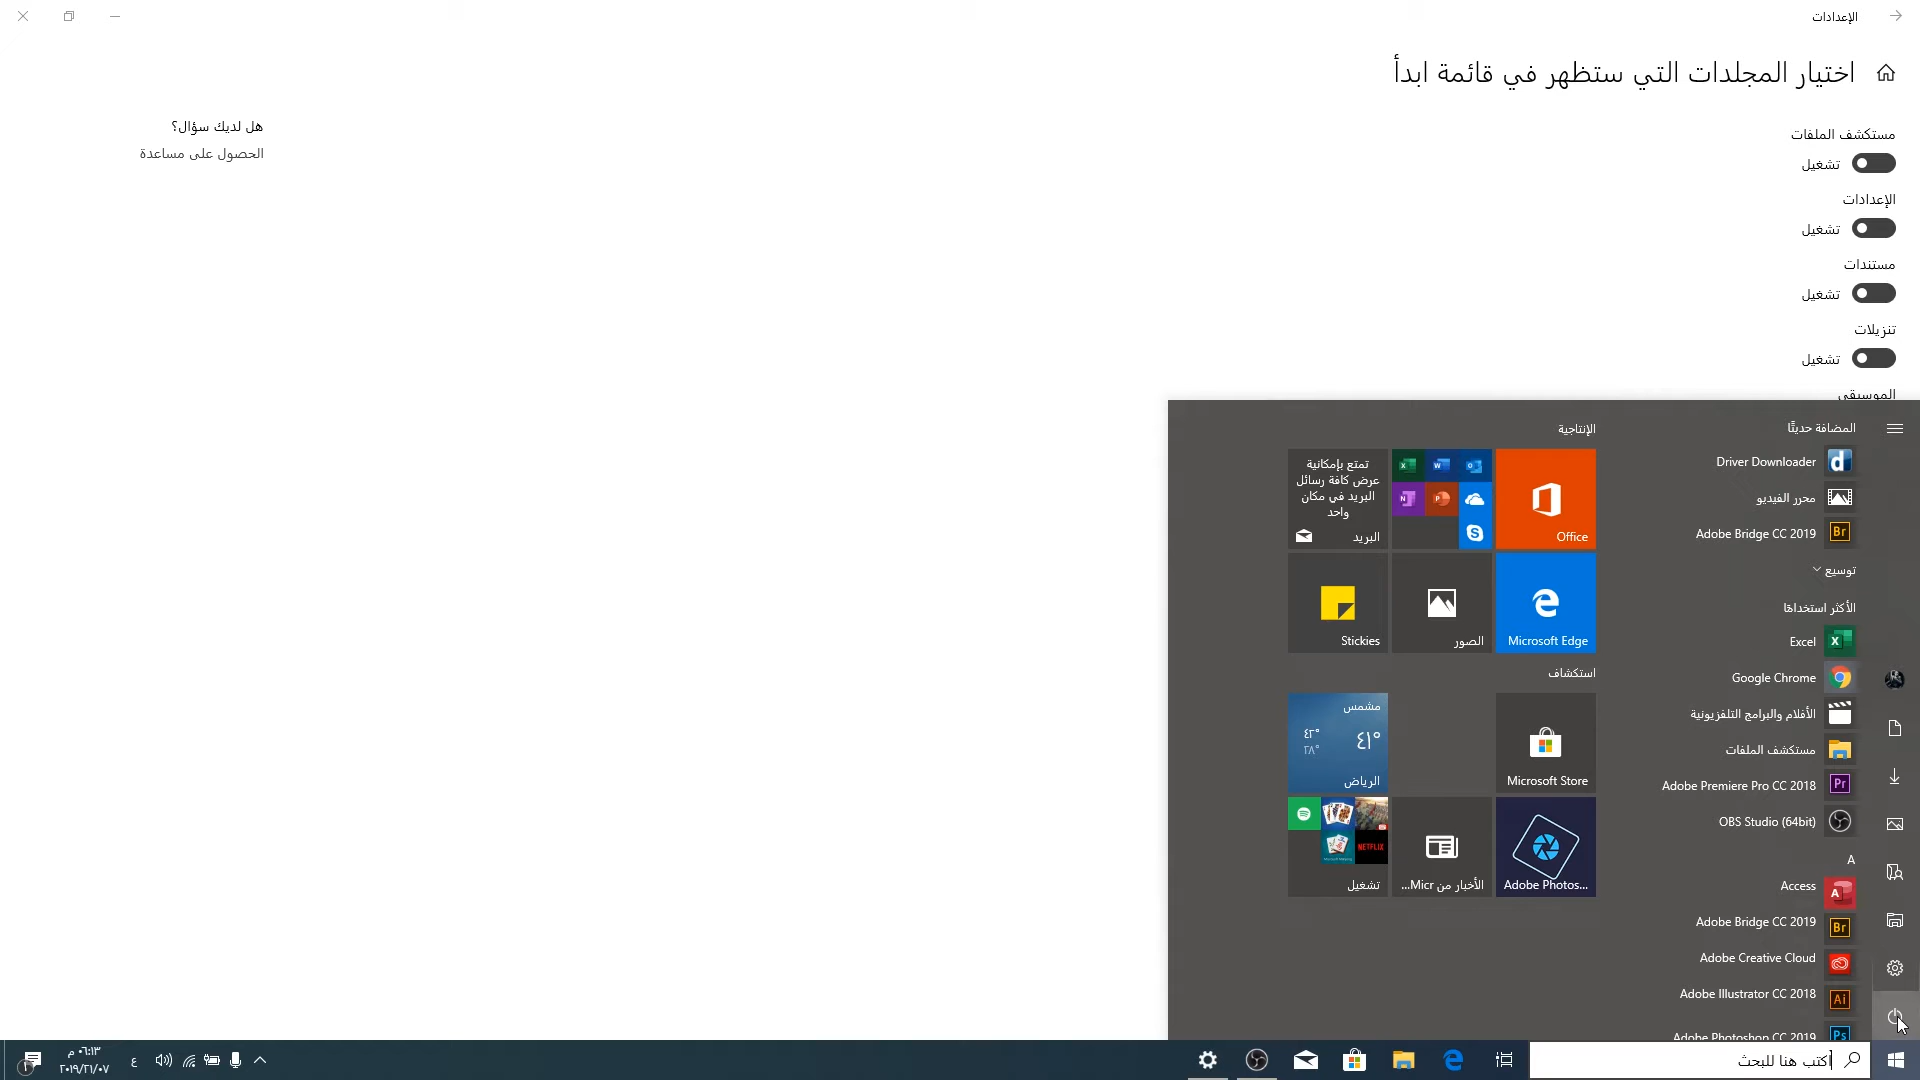 الإعدادات
اختيار المجلدات التي ستظهر في قائمة ابدأ
مستكشف الملفات
تشغيل
الإعدادات
تشغيل
مستندات
تشغيل
تنزيلات
تشغيل
الموسيقى
هل لديك سؤال؟
الحصول على مساعدة
المضافة حديثًا
Driver Downloader
محرر الفيديو
Adobe Bridge CC 2019
توسيع
الأكثر استخدامًا
Excel
Google Chrome
الأفلام والبرامج التلفزيونية
مستكشف الملفات
Adobe Premiere Pro CC 2018
OBS Studio (64bit)
A
Access
Adobe Bridge CC 2019
Adobe Creative Cloud
Adobe Illustrator CC 2018
Adobe Photoshop CC 2019
الإنتاجية
Office
تمتع بإمكانية
عرض كافة رسائل
البريد في مكان
واحد
البريد
Microsoft Edge
الصور
Stickies
استكشاف
Microsoft Store
مشمس
٤١°
٤٢°
٢٨°
الرياض
Adobe Photos...
الأخبار من Micr...
NETFLIX
تشغيل
اكتب هنا للبحث
ع
٠٦:١٣ م
٢٠١٩/٢١/٠٧